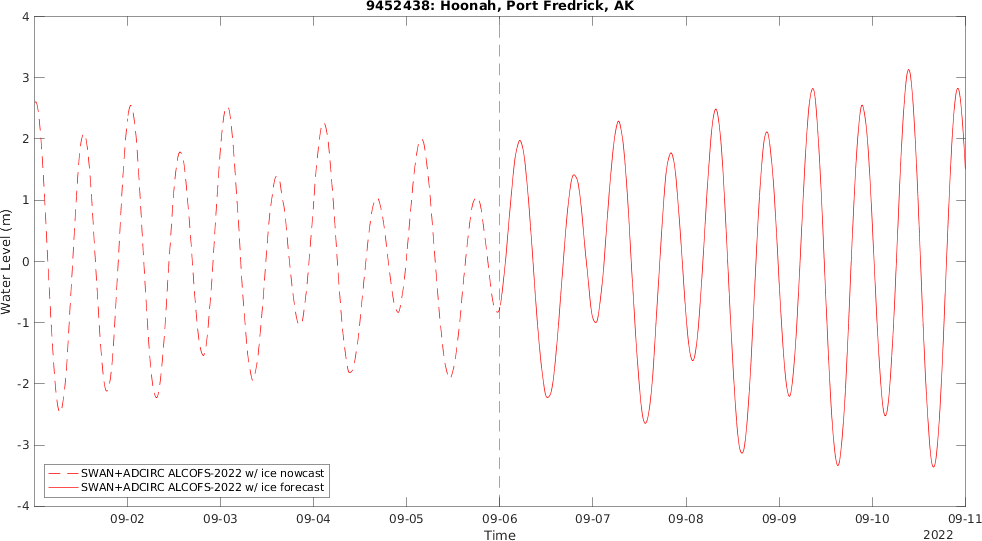 9452438: Hoonah, Port Fredrick, AK
4
3
2
1
0
-1
-2
-3
-4
Water Level (m)
SWAN+ADCIRC ALCOFS-2022 w/ ice nowcast
SWAN+ADCIRC ALCOFS-2022 w/ ice forecast
09-02 09-03 09-04 09-05 09-06 09-07 09-08 09-09 09-10 09-11
Time
2022